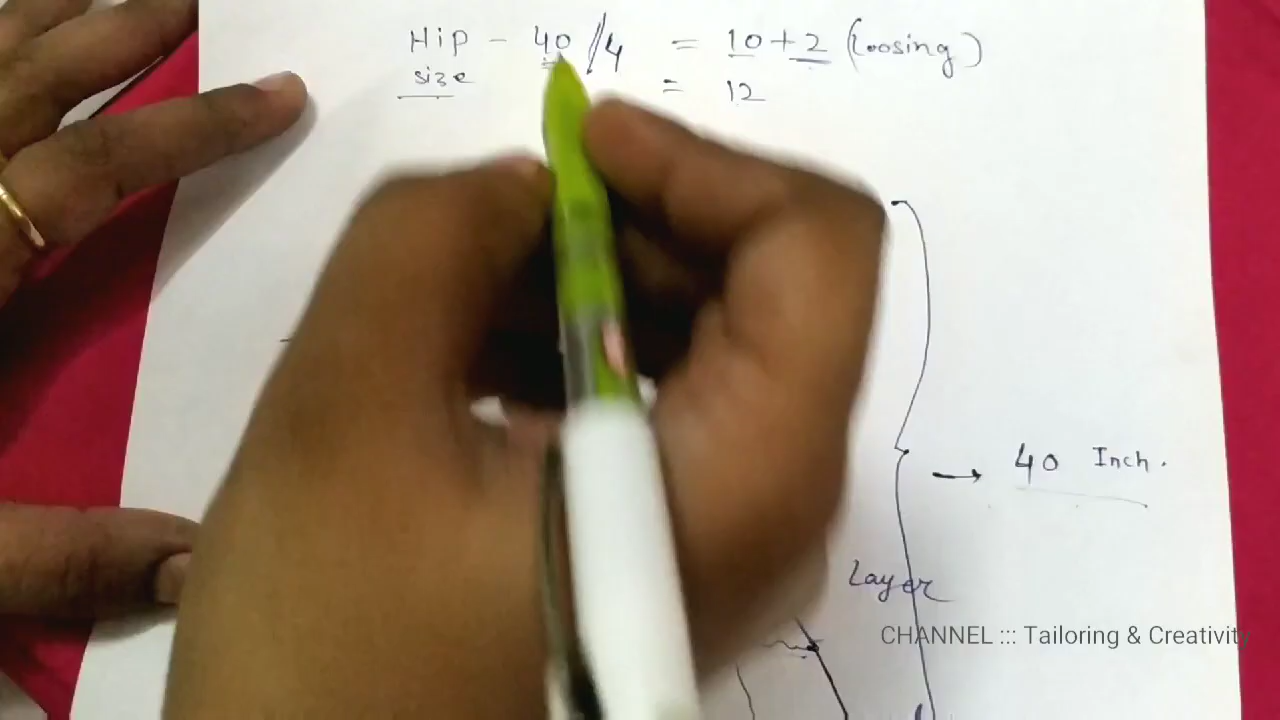 Hip - 40/4 = 10+2 (Loosing)
size = 12
→ 40 Inch.
Layer
CHANNEL ::: Tailoring & Creativity